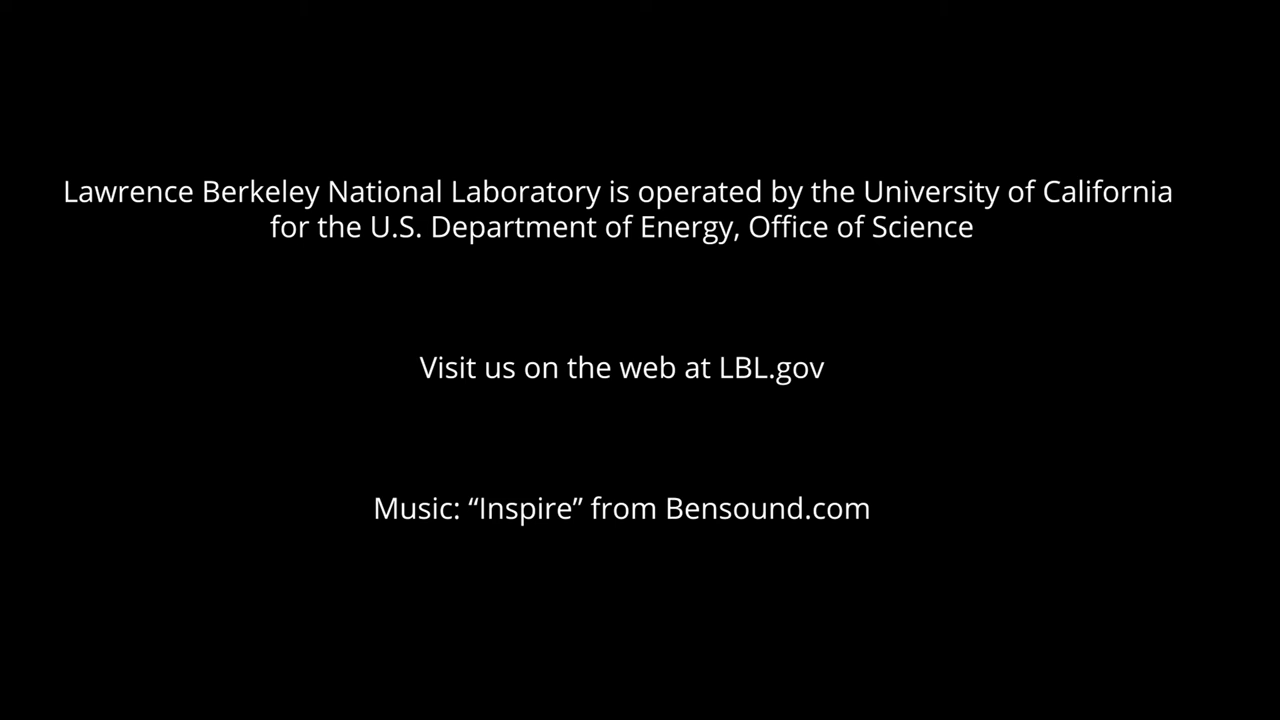 Lawrence Berkeley National Laboratory is operated by the University of California
for the U.S. Department of Energy, Office of Science
Visit us on the web at LBL.gov
Music: “Inspire” from Bensound.com